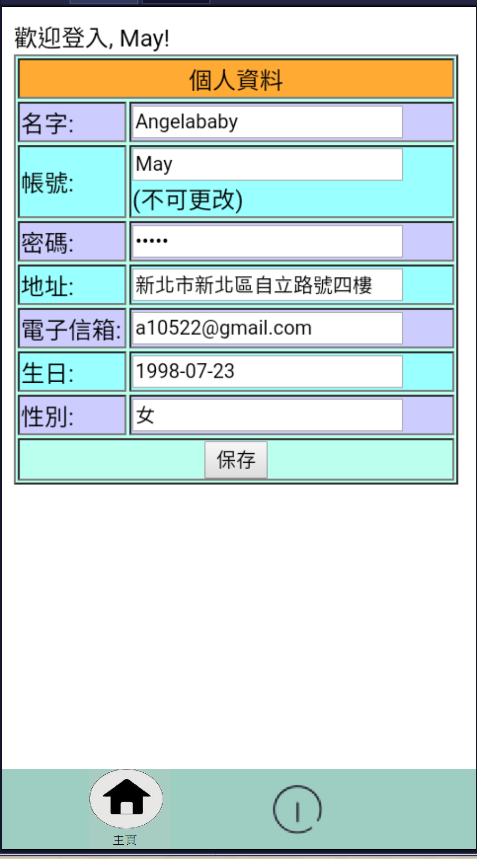 歡迎登入, May!
個人資料
名字: Angelababy
帳號: May
(不可更改)
密碼: •••••
地址: 新北市新北區自立路號四樓
電子信箱: a10522@gmail.com
生日: 1998-07-23
性別: 女
保存
主頁